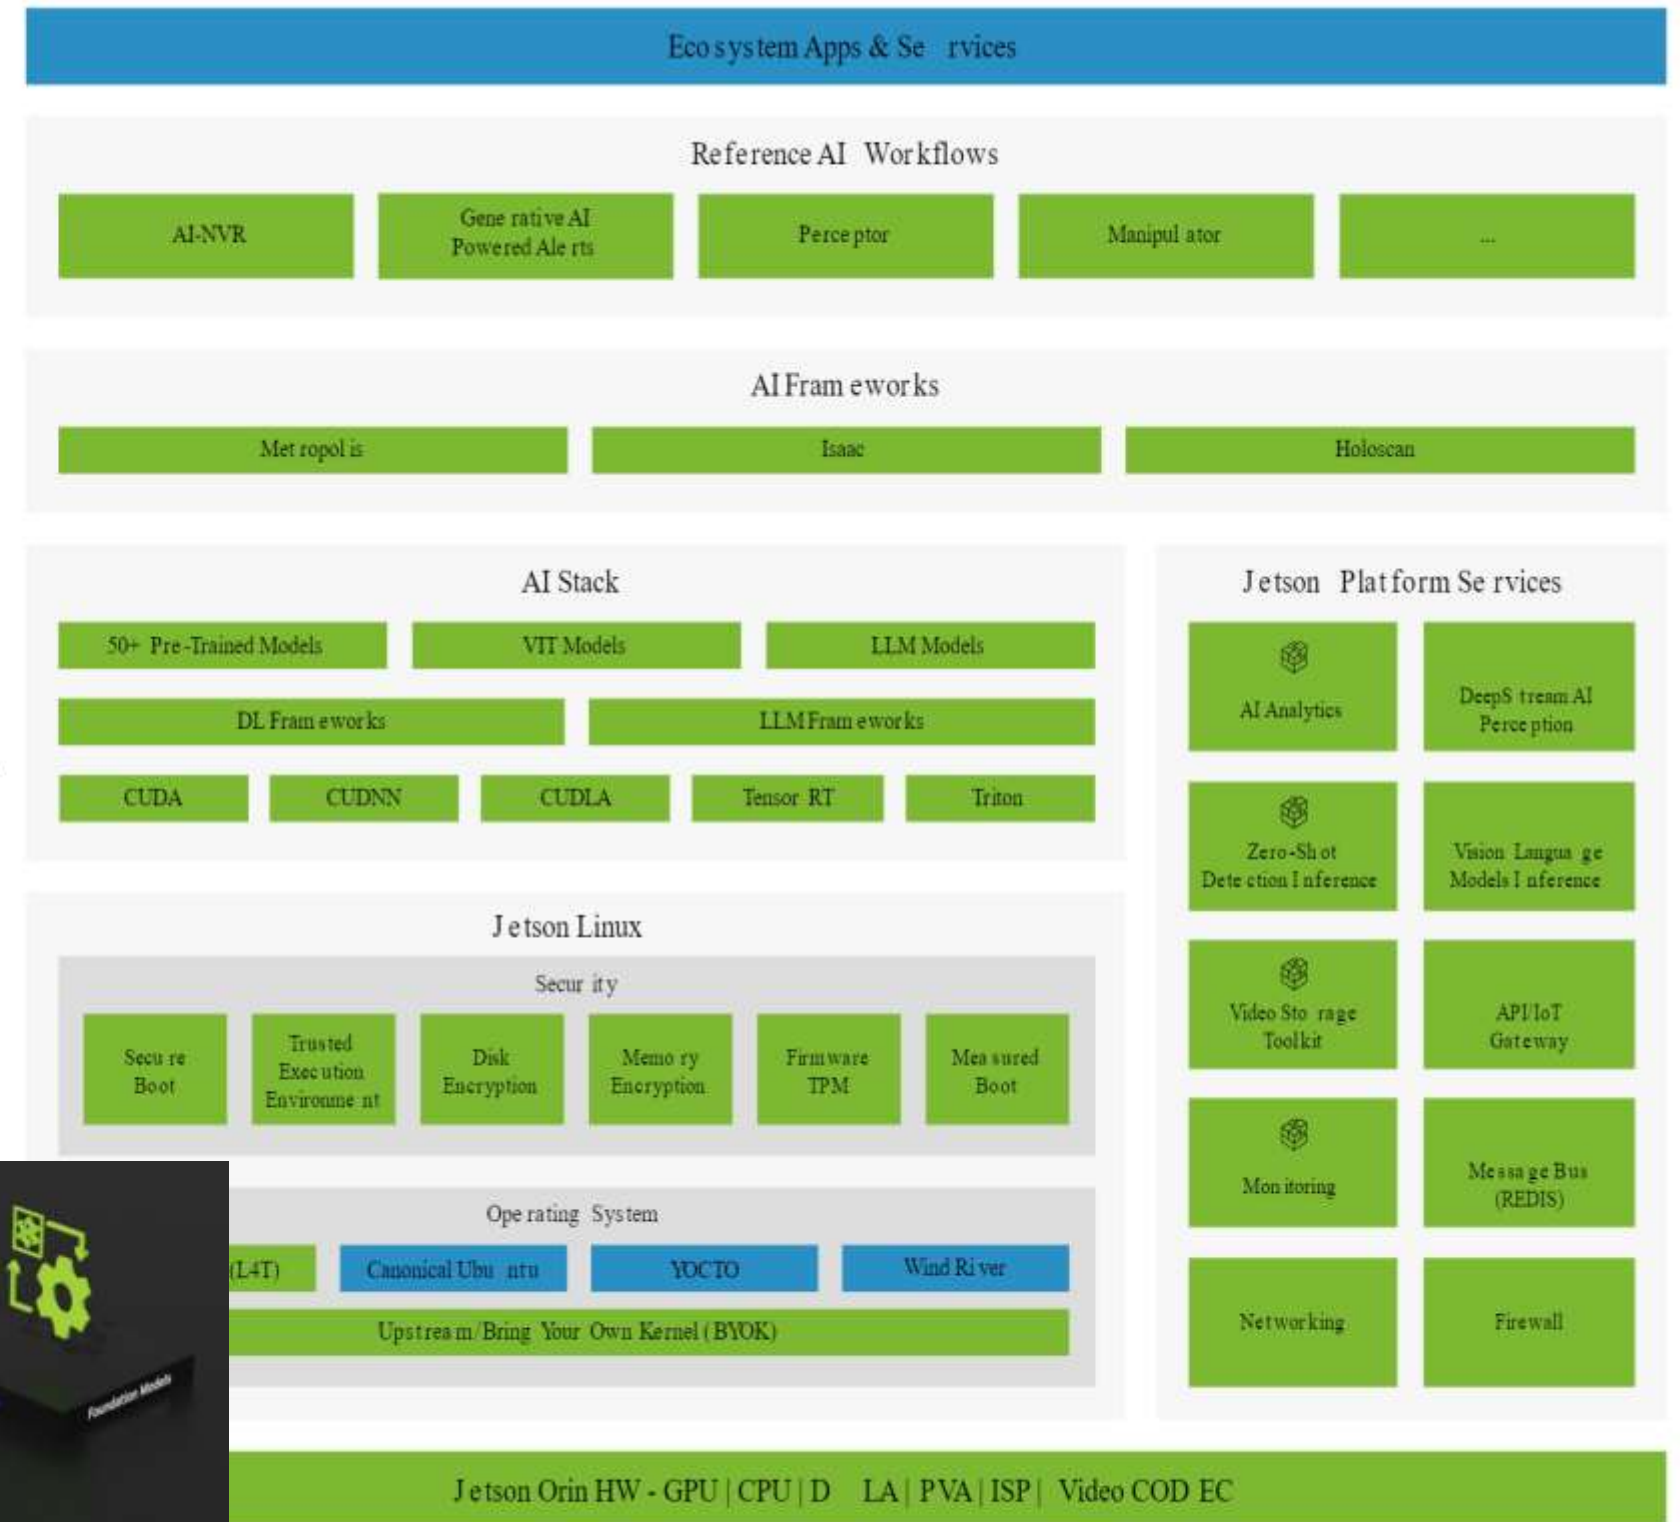 Ecosystem Apps & Services
Reference AI Workflows
AI-NVR
Generative AI
Powered Alerts
Perceptor
Manipulator
...
AI Frameworks
Metropolis
Isaac
Holoscan
AI Stack
50+ Pre-Trained Models
VIT Models
LLM Models
DL Frameworks
LLM Frameworks
CUDA
CUDNN
CUDLA
Tensor RT
Triton
Jetson Platform Services
AI Analytics
DeepStream AI
Perception
Zero-Shot
Detection Inference
Vision Language
Models Inference
Video Storage
Toolkit
API/IoT
Gateway
Monitoring
Message Bus
(REDIS)
Networking
Firewall
Jetson Linux
Security
Secure
Boot
Trusted
Execution
Environment
Disk
Encryption
Memory
Encryption
Firmware
TPM
Measured
Boot
Operating System
(L4T)
Canonical Ubuntu
YOCTO
Wind River
Upstream/Bring Your Own Kernel (BYOK)
Foundation Models
Jetson Orin HW - GPU | CPU | DLA | PVA | ISP | Video CODEC